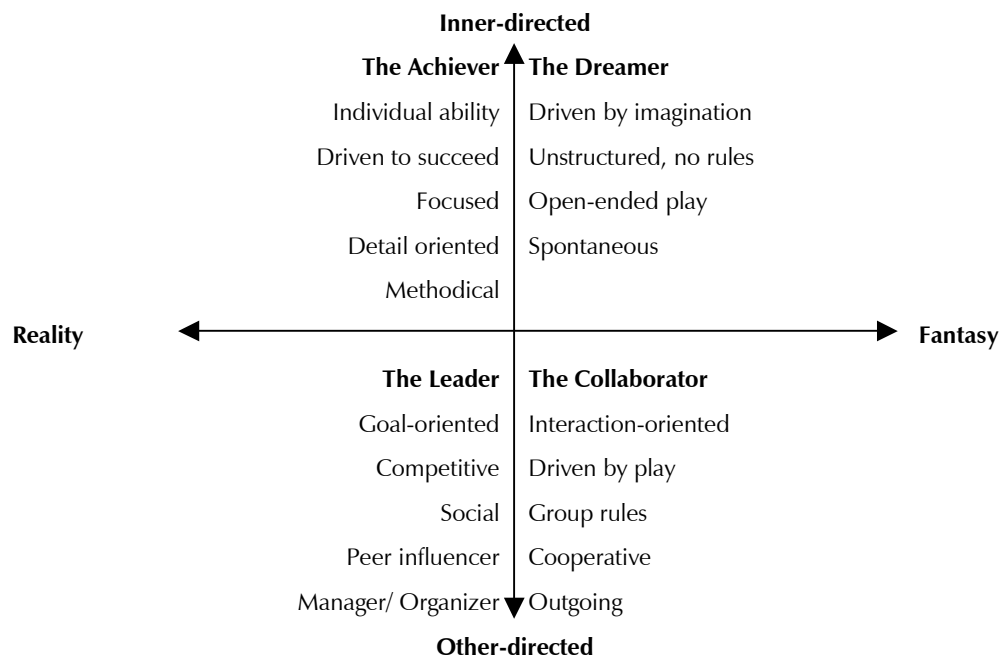 Inner-directed
The Achiever The Dreamer
Individual ability Driven by imagination
Driven to succeed Unstructured, no rules
Focused Open-ended play
Detail oriented Spontaneous
Methodical
Reality Fantasy
The Leader The Collaborator
Goal-oriented Interaction-oriented
Competitive Driven by play
Social Group rules
Peer influencer Cooperative
Manager/ Organizer Outgoing
Other-directed